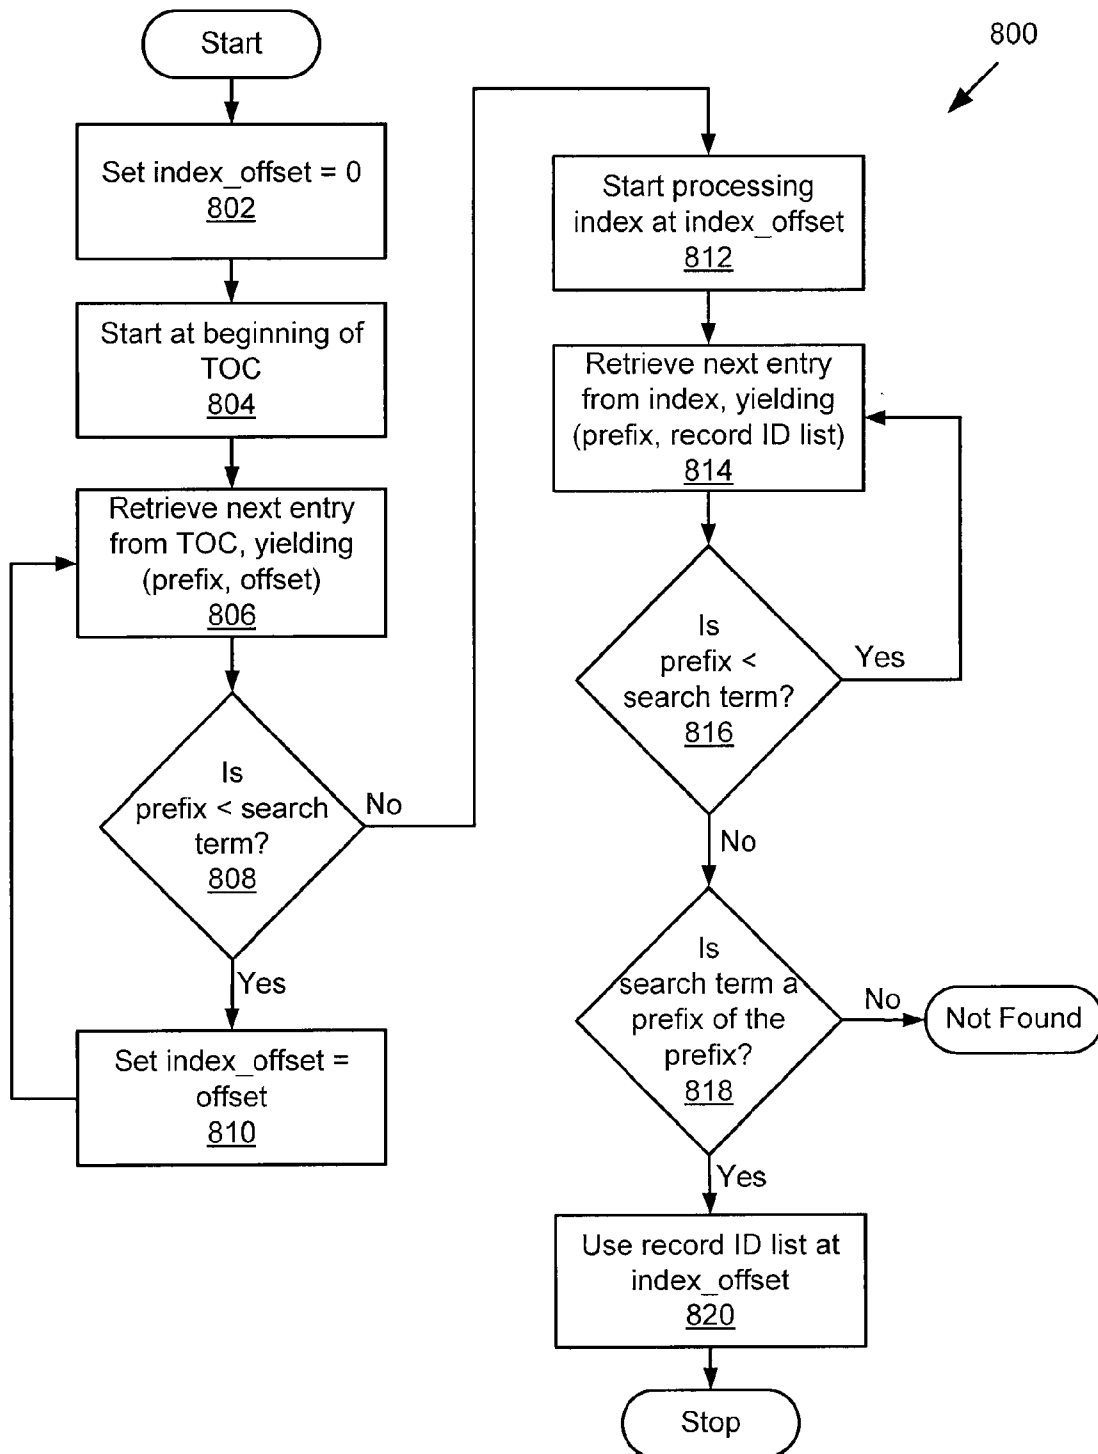 Start
800
Set index_offset = 0
802
Start at beginning of
TOC
804
Retrieve next entry
from TOC, yielding
(prefix, offset)
806
Is
prefix < search
term?
808
No
Yes
Set index_offset =
offset
810
Start processing
index at index_offset
812
Retrieve next entry
from index, yielding
(prefix, record ID list)
814
Is
prefix <
search term?
816
Yes
No
Is
search term a
prefix of the
prefix?
818
No
Not Found
Yes
Use record ID list at
index_offset
820
Stop